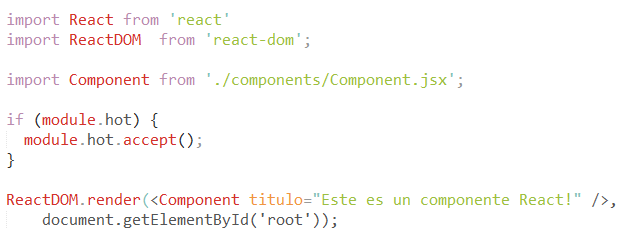 import React from 'react'
import ReactDOM  from 'react-dom';
import Component from './components/Component.jsx';
if (module.hot) {
  module.hot.accept();
}
ReactDOM.render(<Component titulo="Este es un componente React!" />,
    document.getElementById('root'));